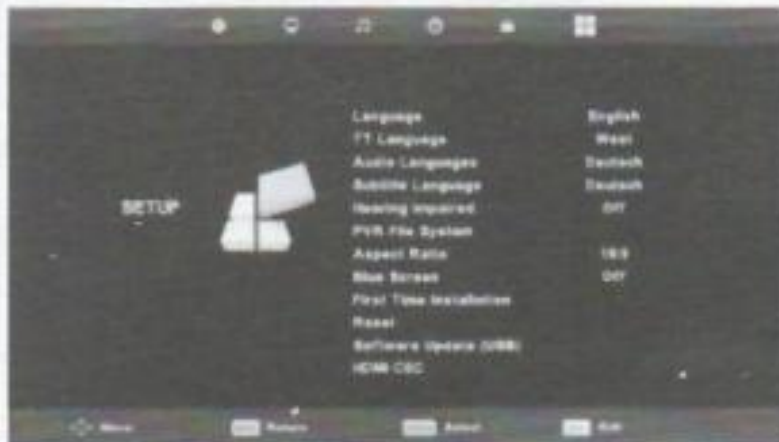 Language English
TT Language West
Audio Languages Deutsch
Subtitle Language Deutsch
SETUP
Hearing Impaired Off
PVR File System
Aspect Ratio 16:9
Blue Screen Off
First Time Installation
Reset
Software Update (USB)
HDMI CEC
Move Return Select Exit